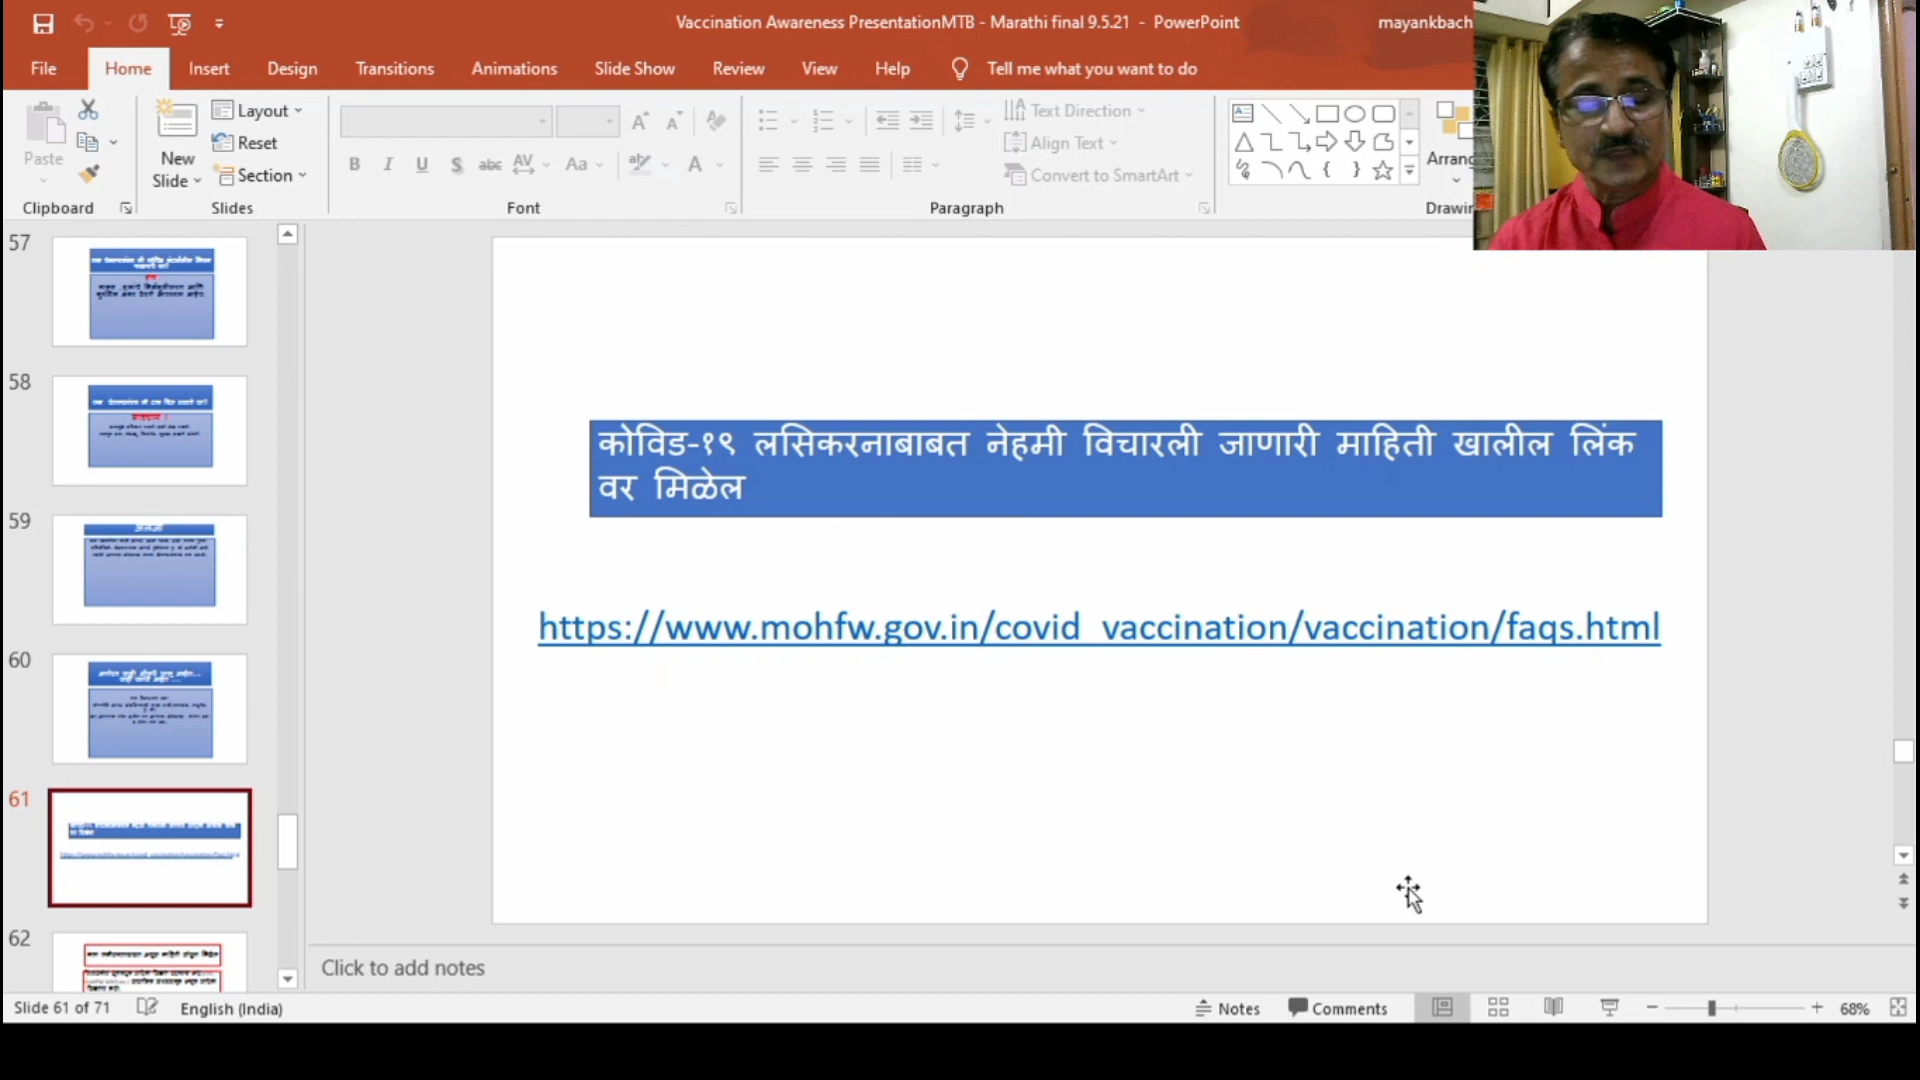 Vaccination Awareness PresentationMTB - Marathi final 9.5.21 - PowerPoint
mayankbach
File Home Insert Design Transitions Animations Slide Show Review View Help Tell me what you want to do
Paste
Clipboard
New Slide
Layout
Reset
Section
Slides
B I U S abc AV Aa A
Font
Text Direction
Align Text
Convert to SmartArt
Paragraph
57
58
59
60
61
62
कोविड-१९ लसिकरनाबाबत नेहमी विचारली जाणारी माहिती खालील लिंक
वर मिळेल
https://www.mohfw.gov.in/covid_vaccination/vaccination/faqs.html
Click to add notes
Slide 61 of 71 English (India) Notes Comments 68%